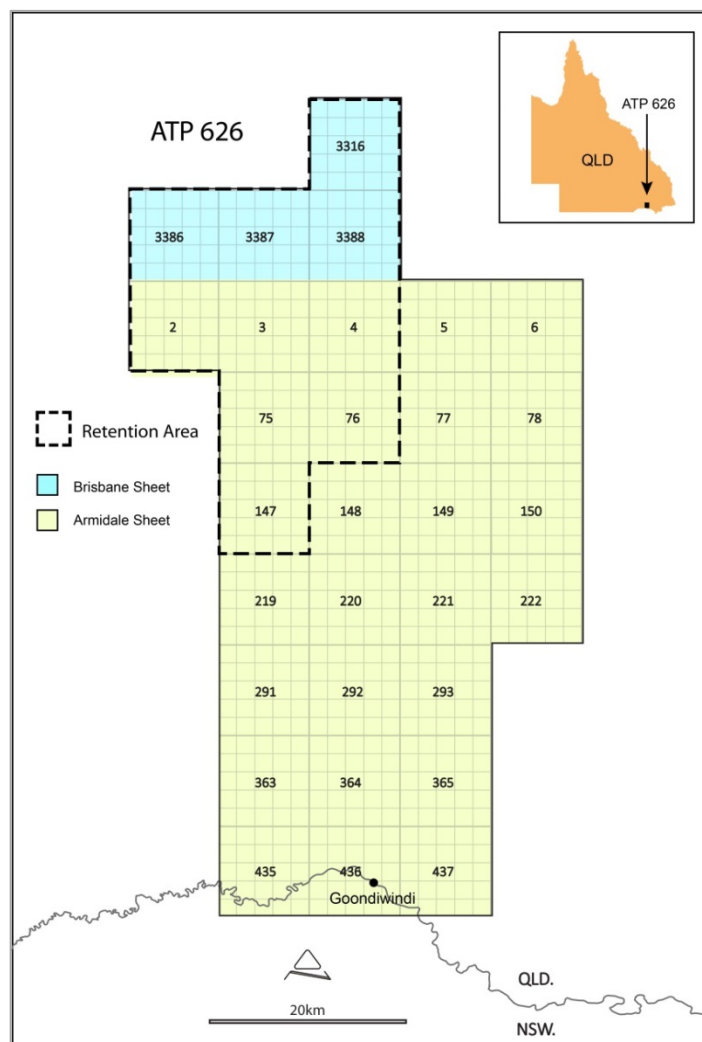 ATP 626
ATP 626
QLD
3316
3386 3387 3388
2 3 4 5 6
75 76 77 78
147 148 149 150
219 220 221 222
291 292 293
363 364 365
435 436 437
Goondiwindi
Retention Area
Brisbane Sheet
Armidale Sheet
20km
QLD.
NSW.